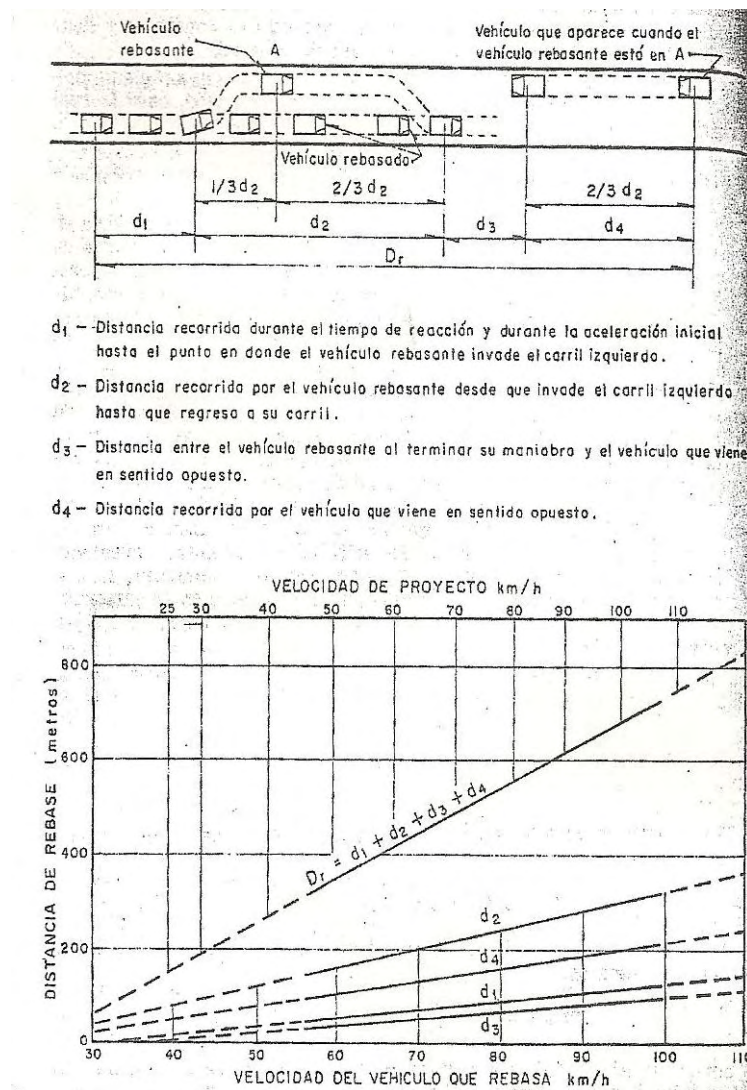 Vehículo
rebasante
A
Vehículo que aparece cuando el
vehículo rebasante está en A
Vehículo rebasado
1/3 d2
2/3 d2
2/3 d2
d1
d2
d3
d4
Dr
d1 – Distancia recorrida durante el tiempo de reacción y durante la aceleración inicial
hasta el punto en donde el vehículo rebasante invade el carril izquierdo.
d2 – Distancia recorrida por el vehículo rebasante desde que invade el carril izquierdo
hasta que regresa a su carril.
d3 – Distancia entre el vehículo rebasante al terminar su maniobra y el vehículo que viene
en sentido opuesto.
d4 – Distancia recorrida por el vehículo que viene en sentido opuesto.
VELOCIDAD DE PROYECTO km/h
25 30 40 50 60 70 80 90 100 110
DISTANCIA DE REBASE (metros)
800
600
400
200
0
Dr = d1 + d2 + d3 + d4
d2
d4
d1
d3
30 40 50 60 70 80 90 100 110
VELOCIDAD DEL VEHICULO QUE REBASA km/h